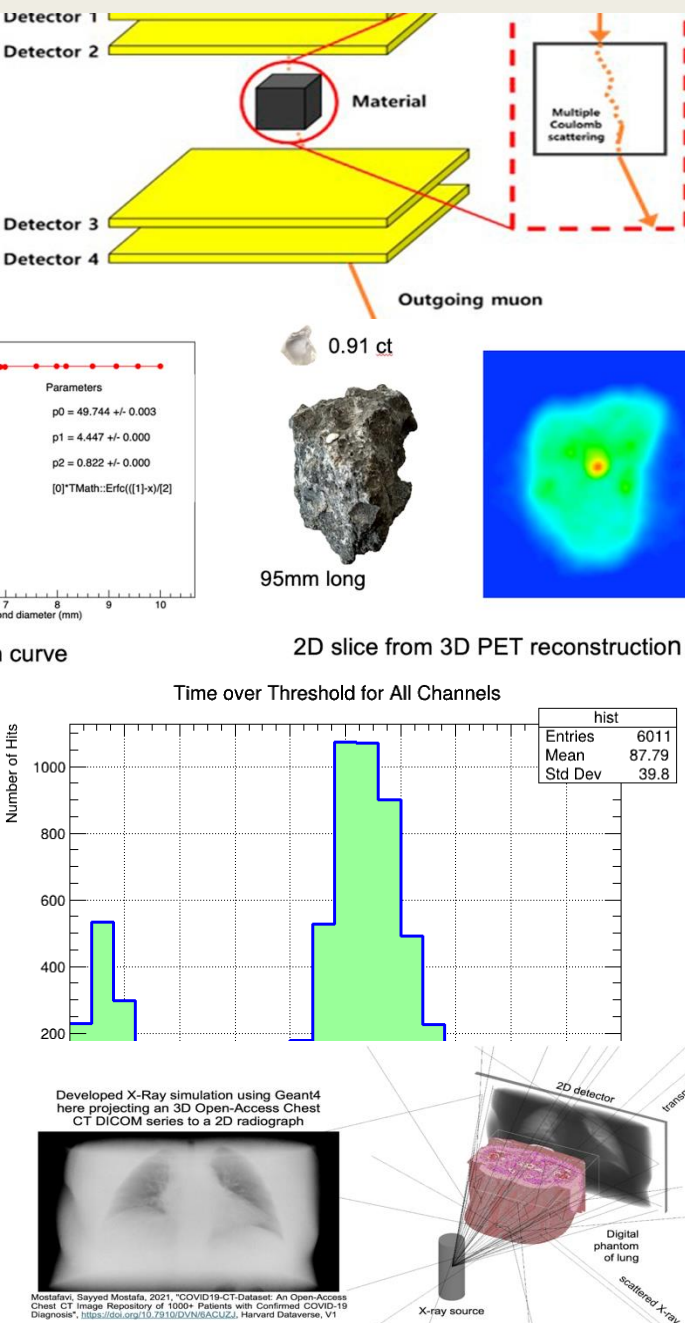 Detector 1
Detector 2
Material
Multiple
Coulomb
scattering
Detector 3
Detector 4
Outgoing muon
0.91 ct
Parameters
p0 = 49.744 +/- 0.003
p1 = 4.447 +/- 0.000
p2 = 0.822 +/- 0.000
[0]*TMath::Erfc(([1]-x)/[2]
7 8 9 10
ond diameter (mm)
95mm long
curve
2D slice from 3D PET reconstruction
Time over Threshold for All Channels
hist
Entries 6011
Mean 87.79
Std Dev 39.8
Number of Hits
1000
800
600
400
200
Developed X-Ray simulation using Geant4
here projecting an 3D Open-Access Chest
CT DICOM series to a 2D radiograph
Mostafavi, Sayyed Mostafa, 2021, "COVID19-CT-Dataset: An Open-Access
Chest CT Image Repository of 1000+ Patients with Confirmed COVID-19
Diagnosis", https://doi.org/10.7910/DVN/6ACUZJ, Harvard Dataverse, V1
2D detector
Digital
phantom
of lung
X-ray source
scattered X-ray